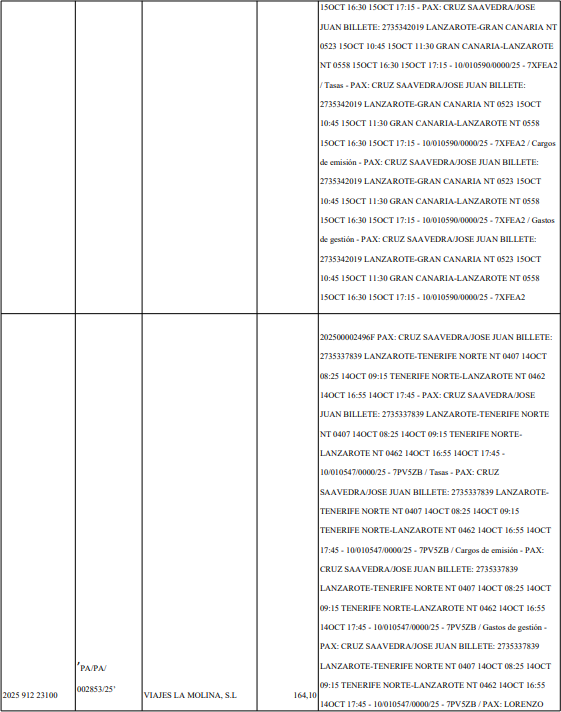 15OCT 16:30 15OCT 17:15 - PAX: CRUZ SAAVEDRA/JOSE
JUAN BILLETE: 2735342019 LANZAROTE-GRAN CANARIA NT
0523 15OCT 10:45 15OCT 11:30 GRAN CANARIA-LANZAROTE
NT 0558 15OCT 16:30 15OCT 17:15 - 10/010590/0000/25 - 7XFEA2
/ Tasas - PAX: CRUZ SAAVEDRA/JOSE JUAN BILLETE:
2735342019 LANZAROTE-GRAN CANARIA NT 0523 15OCT
10:45 15OCT 11:30 GRAN CANARIA-LANZAROTE NT 0558
15OCT 16:30 15OCT 17:15 - 10/010590/0000/25 - 7XFEA2 / Cargos
de emisión - PAX: CRUZ SAAVEDRA/JOSE JUAN BILLETE:
2735342019 LANZAROTE-GRAN CANARIA NT 0523 15OCT
10:45 15OCT 11:30 GRAN CANARIA-LANZAROTE NT 0558
15OCT 16:30 15OCT 17:15 - 10/010590/0000/25 - 7XFEA2 / Gastos
de gestión - PAX: CRUZ SAAVEDRA/JOSE JUAN BILLETE:
2735342019 LANZAROTE-GRAN CANARIA NT 0523 15OCT
10:45 15OCT 11:30 GRAN CANARIA-LANZAROTE NT 0558
15OCT 16:30 15OCT 17:15 - 10/010590/0000/25 - 7XFEA2
2025 912 23100
'PA/PA/
002853/25'
VIAJES LA MOLINA, S.L
164,10
202500002496F PAX: CRUZ SAAVEDRA/JOSE JUAN BILLETE:
2735337839 LANZAROTE-TENERIFE NORTE NT 0407 14OCT
08:25 14OCT 09:15 TENERIFE NORTE-LANZAROTE NT 0462
14OCT 16:55 14OCT 17:45 - PAX: CRUZ SAAVEDRA/JOSE
JUAN BILLETE: 2735337839 LANZAROTE-TENERIFE NORTE
NT 0407 14OCT 08:25 14OCT 09:15 TENERIFE NORTE-
LANZAROTE NT 0462 14OCT 16:55 14OCT 17:45 -
10/010547/0000/25 - 7PV5ZB / Tasas - PAX: CRUZ
SAAVEDRA/JOSE JUAN BILLETE: 2735337839 LANZAROTE-
TENERIFE NORTE NT 0407 14OCT 08:25 14OCT 09:15
TENERIFE NORTE-LANZAROTE NT 0462 14OCT 16:55 14OCT
17:45 - 10/010547/0000/25 - 7PV5ZB / Cargos de emisión - PAX:
CRUZ SAAVEDRA/JOSE JUAN BILLETE: 2735337839
LANZAROTE-TENERIFE NORTE NT 0407 14OCT 08:25 14OCT
09:15 TENERIFE NORTE-LANZAROTE NT 0462 14OCT 16:55
14OCT 17:45 - 10/010547/0000/25 - 7PV5ZB / Gastos de gestión -
PAX: CRUZ SAAVEDRA/JOSE JUAN BILLETE: 2735337839
LANZAROTE-TENERIFE NORTE NT 0407 14OCT 08:25 14OCT
09:15 TENERIFE NORTE-LANZAROTE NT 0462 14OCT 16:55
14OCT 17:45 - 10/010547/0000/25 - 7PV5ZB / PAX: LORENZO